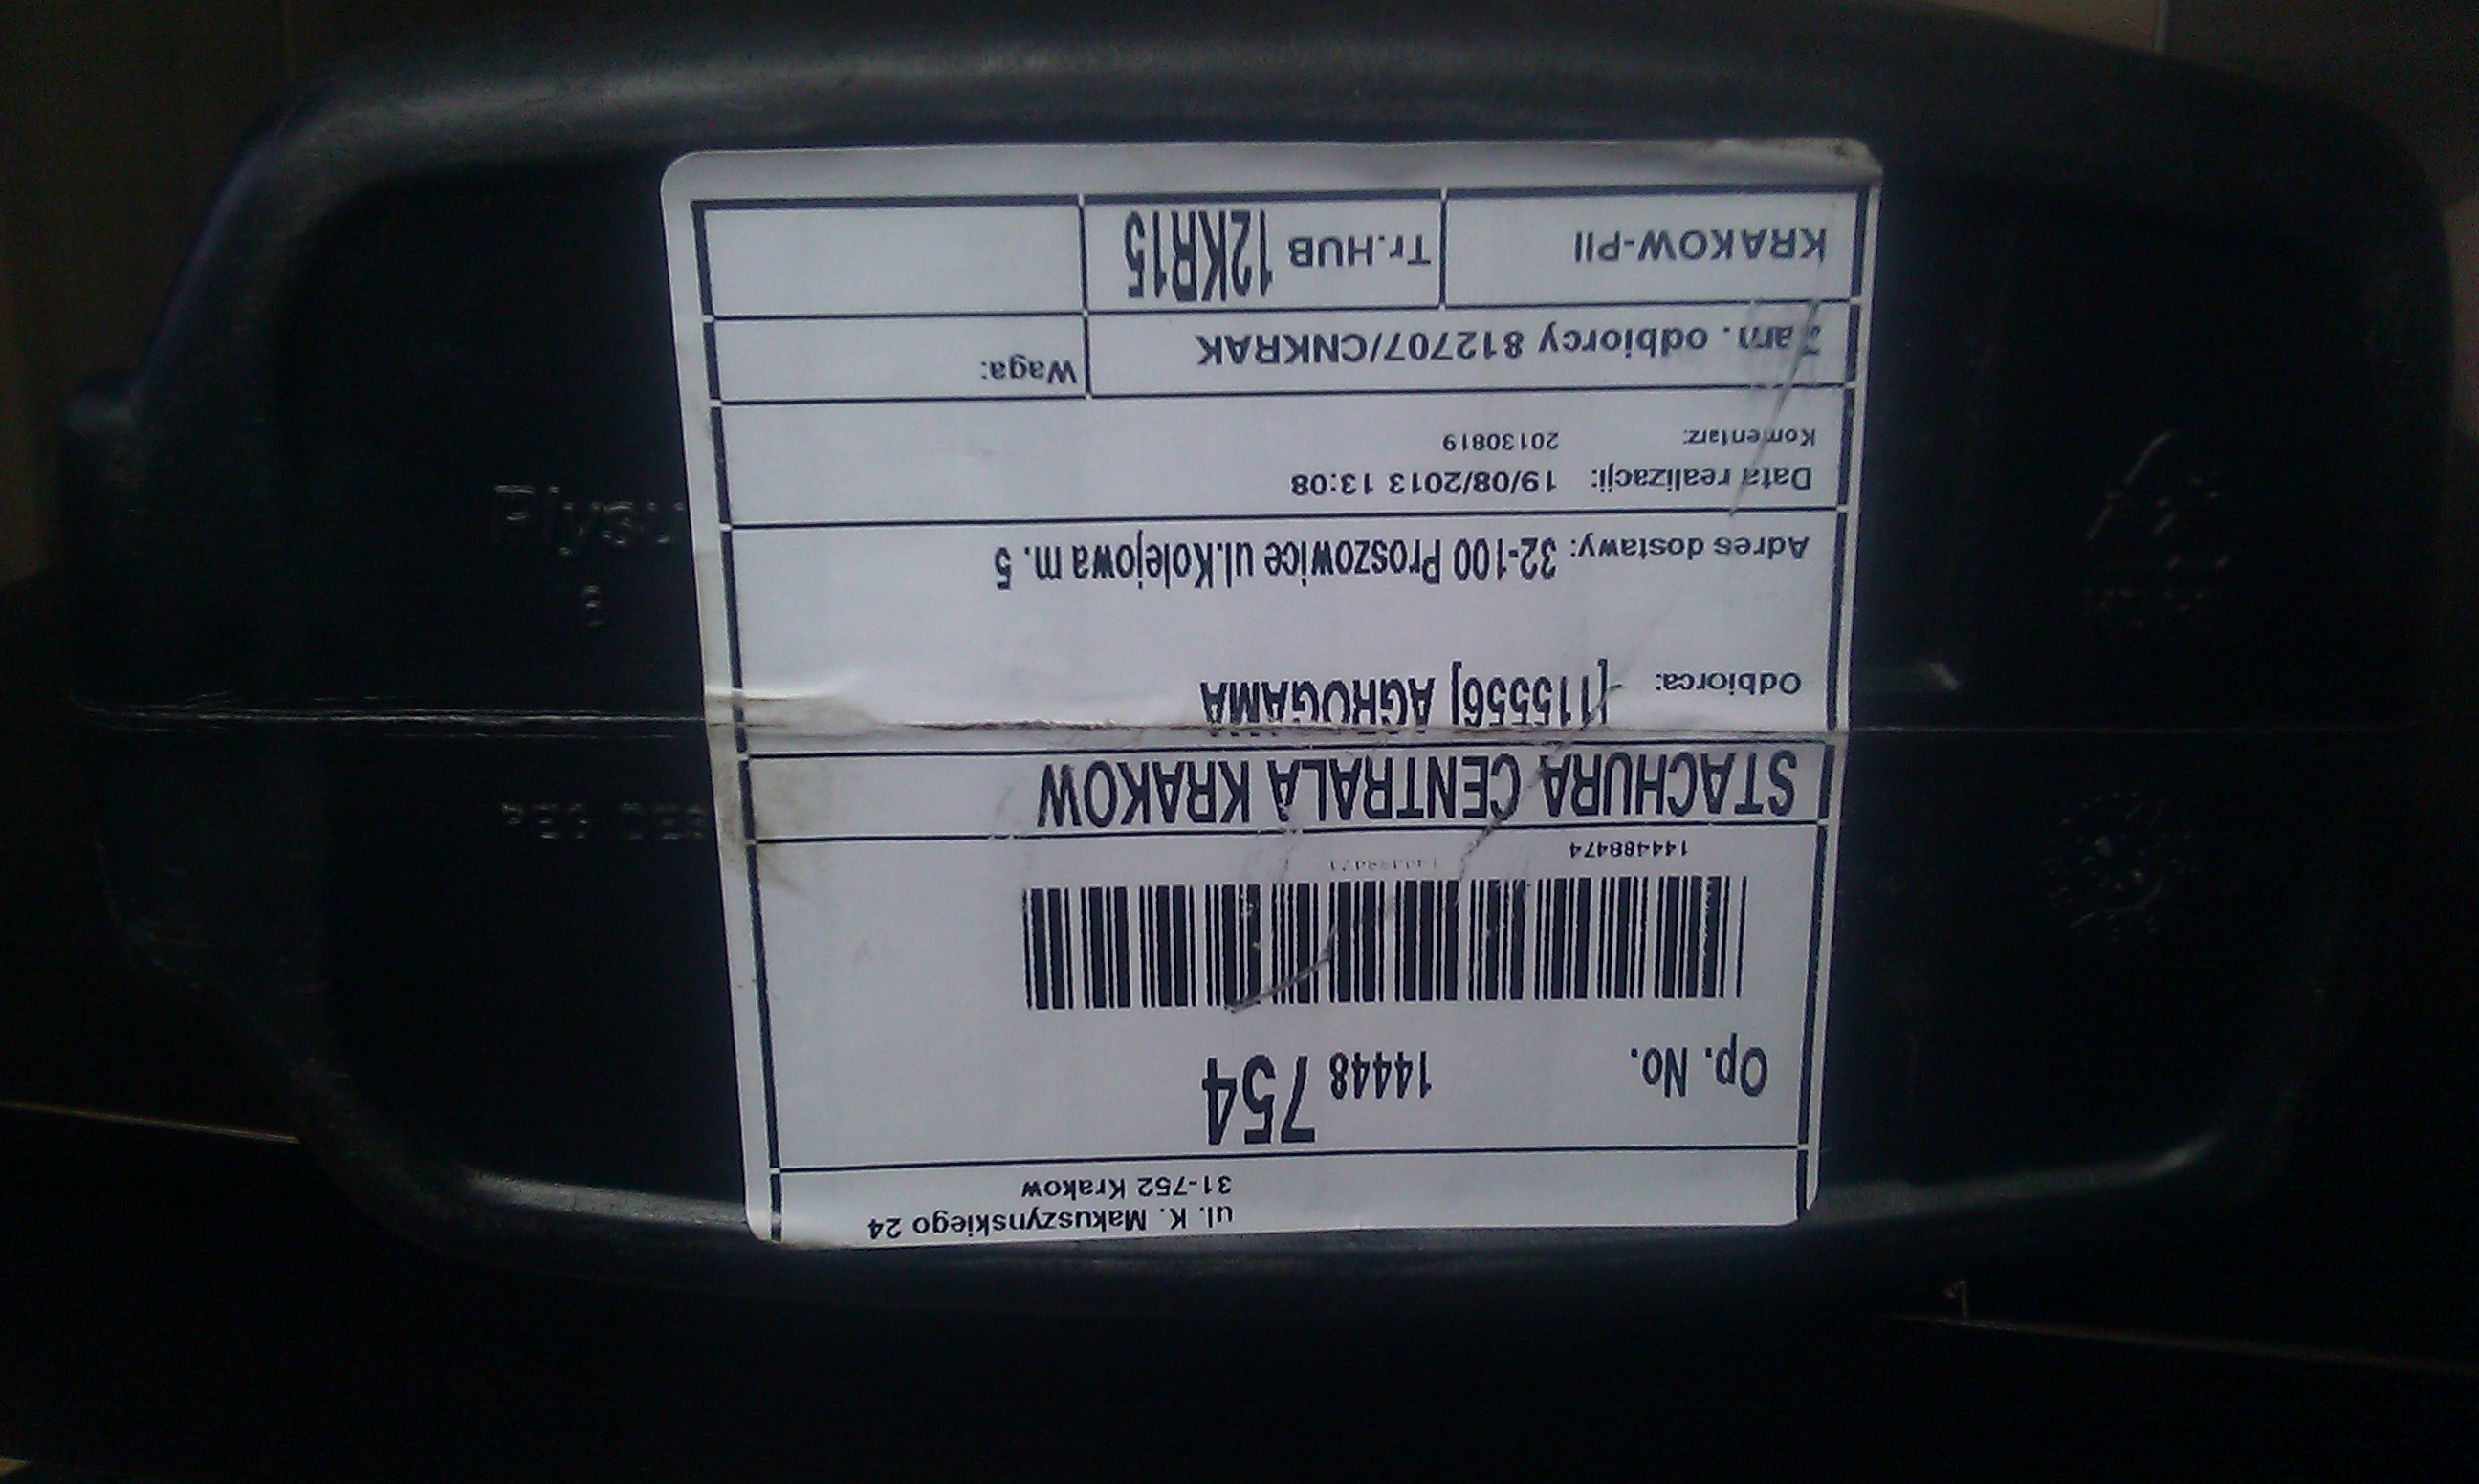 ul. K. Makuszynskiego 24
31-752 Krakow
Op. No. 14448 754
144488474
STACHURA CENTRALA KRAKOW
Odbiorca: [115556] AGROGAMA
Adres dostawy: 32-100 Proszowice ul.Kolejowa m. 5
Data realizacji: 19/08/2013 13:08
Komentarz: 20130819
Zam. odbiorcy 812707/CNKRAK Waga:
KRAKOW-PII Tr.HUB 12KR15